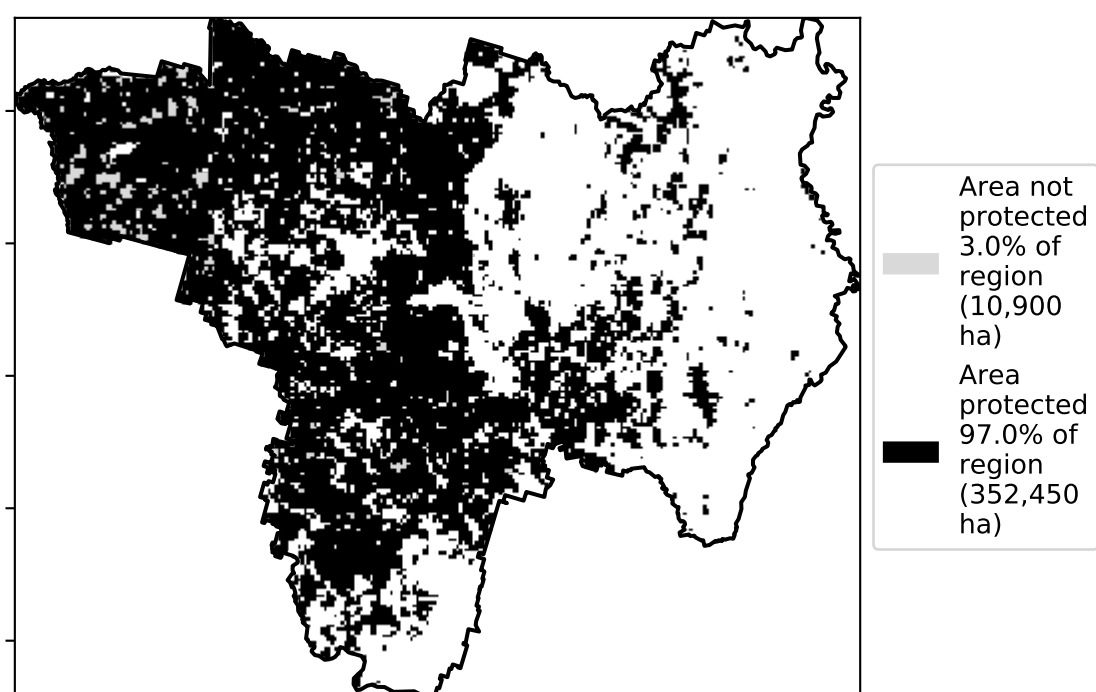 Area not
protected
3.0% of
region
(10,900
ha)
Area
protected
97.0% of
region
(352,450
ha)